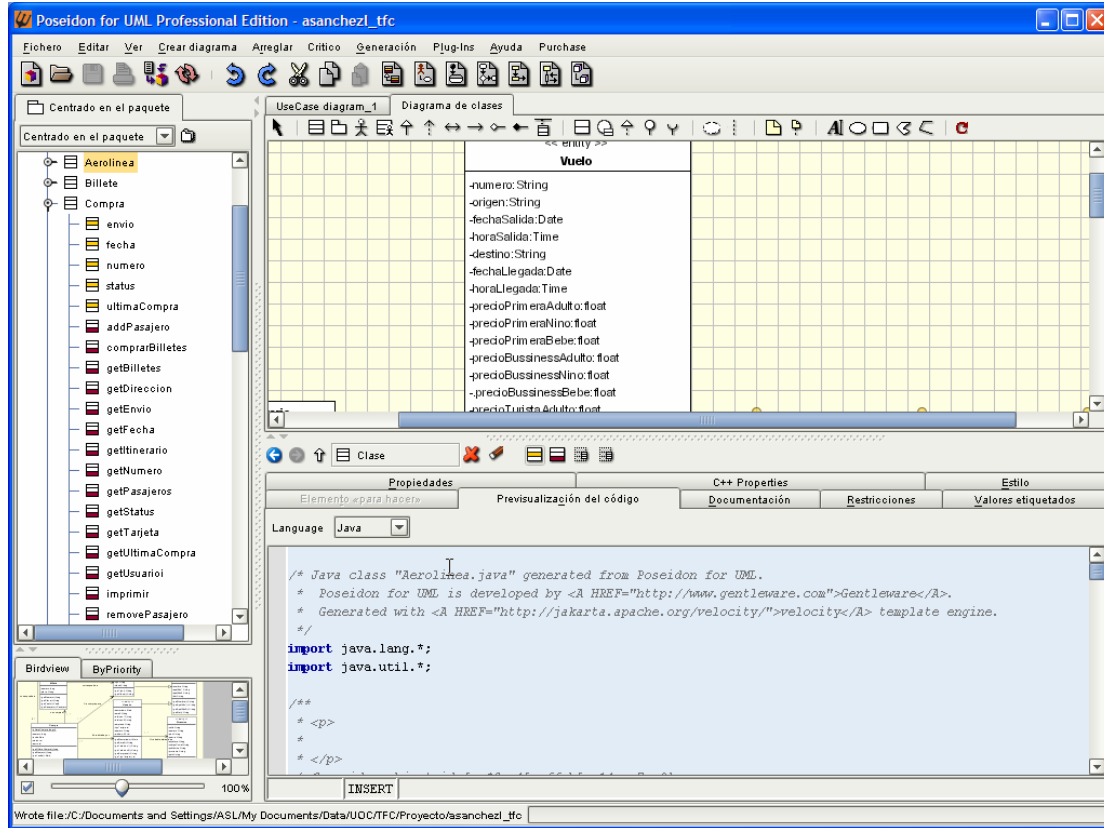 Poseidon for UML Professional Edition - asanchezl_tfc
Fichero Editar Ver Crear diagrama Arreglar Critico Generación Plug-Ins Ayuda Purchase
Centrado en el paquete
Centrado en el paquete
Aerolinea
Billete
Compra
envio
fecha
numero
status
ultimaCompra
addPasajero
comprarBilletes
getBilletes
getDireccion
getEnvio
getFecha
getItinerario
getNumero
getPasajeros
getStatus
getTarjeta
getUltimaCompra
getUsuarioi
imprimir
removePasajero
Birdview ByPriority
100%
UseCase diagram_1 Diagrama de clases
<< entity >>
Vuelo
-numero:String
-origen:String
-fechaSalida:Date
-horaSalida:Time
-destino:String
-fechaLlegada:Date
-horaLlegada:Time
-precioPrimeraAdulto:float
-precioPrimeraNino:float
-precioPrimeraBebe:float
-precioBussinesAdulto:float
-precioBussinesNino:float
-.precioBussinesBebe:float
-precioTuristaAdulto:float
Clase
Propiedades C++ Properties Estilo
Elemento «para hacer» Previsualización del código Documentación Restricciones Valores etiquetados
Language Java
/* Java class "Aerolinea.java" generated from Poseidon for UML.
* Poseidon for UML is developed by <A HREF="http://www.gentleware.com">Gentleware</A>.
* Generated with <A HREF="http://jakarta.apache.org/velocity/">velocity</A> template engine.
*/
import java.lang.*;
import java.util.*;
/**
* <p>
*
* </p>
INSERT
Wrote file:/C:/Documents and Settings/ASL/My Documents/Data/UOC/TFC/Proyecto/asanchezl_tfc